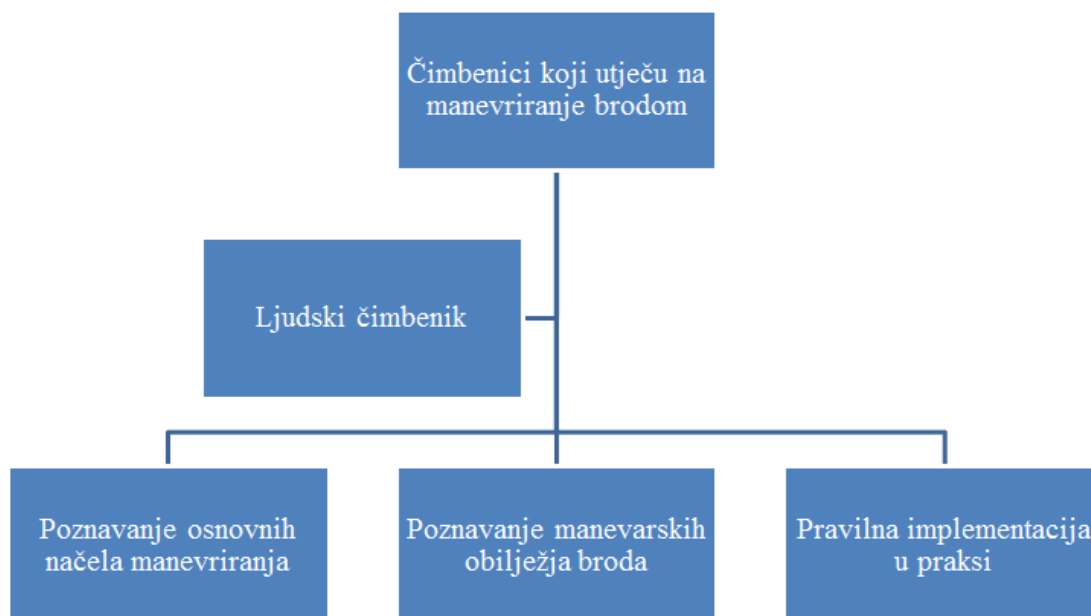 Čimbenici koji utječu na
manevriranje brodom
Ljudski čimbenik
Poznavanje osnovnih
načela manevriranja
Poznavanje manevarskih
obilježja broda
Pravilna implementacija
u praksi